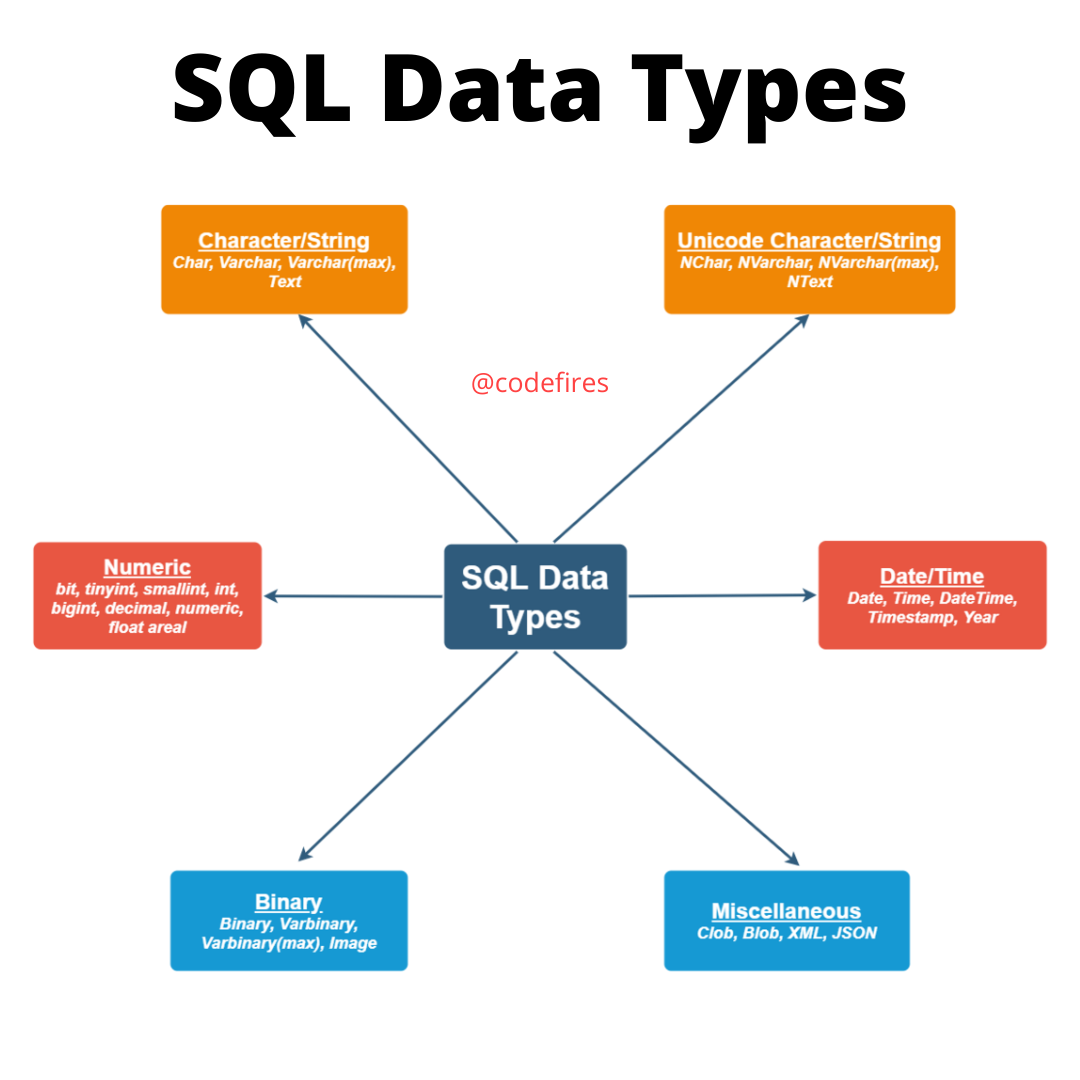 SQL Data Types
Character/String
Char, Varchar, Varchar(max),
Text
Unicode Character/String
NChar, NVarchar, NVarchar(max),
NText
@codefires
Numeric
bit, tinyint, smallint, int,
bigint, decimal, numeric,
float areal
SQL Data
Types
Date/Time
Date, Time, DateTime,
Timestamp, Year
Binary
Binary, Varbinary,
Varbinary(max), Image
Miscellaneous
Clob, Blob, XML, JSON